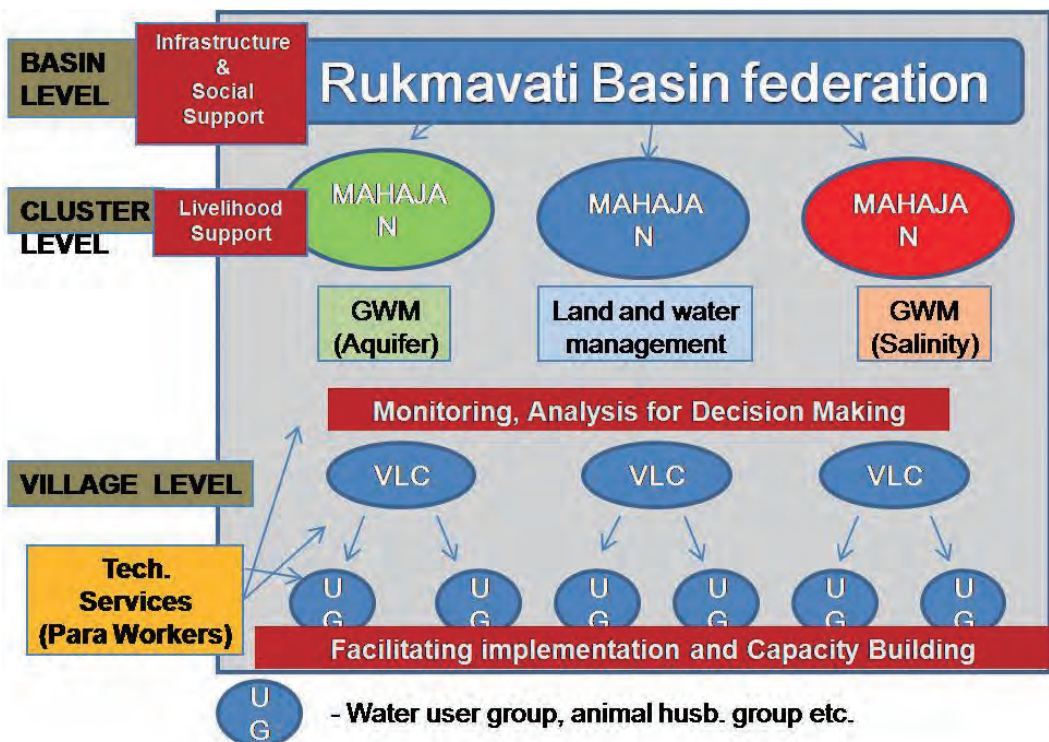 BASIN
LEVEL
Infrastructure
&
Social
Support
Rukmavati Basin federation
CLUSTER
LEVEL
Livelihood
Support
MAHAJA
N
MAHAJA
N
MAHAJA
N
GWM
(Aquifer)
Land and water
management
GWM
(Salinity)
Monitoring, Analysis for Decision Making
VILLAGE LEVEL
VLC
VLC
VLC
Tech.
Services
(Para Workers)
U
G
U
G
U
G
U
G
U
G
U
G
Facilitating implementation and Capacity Building
U
G
- Water user group, animal husb. group etc.